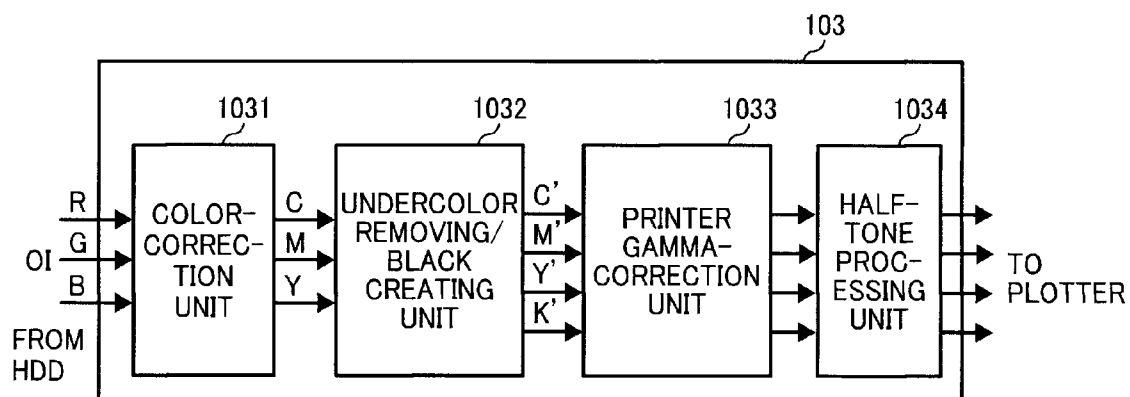 103
1031
1032
1033
1034
R
G
B
OI
FROM
HDD
COLOR-
CORREC-
TION
UNIT
C
M
Y
UNDERCOLOR
REMOVING/
BLACK
CREATING
UNIT
C'
M'
Y'
K'
PRINTER
GAMMA-
CORRECTION
UNIT
HALF-
TONE
PROC-
ESSING
UNIT
TO
PLOTTER